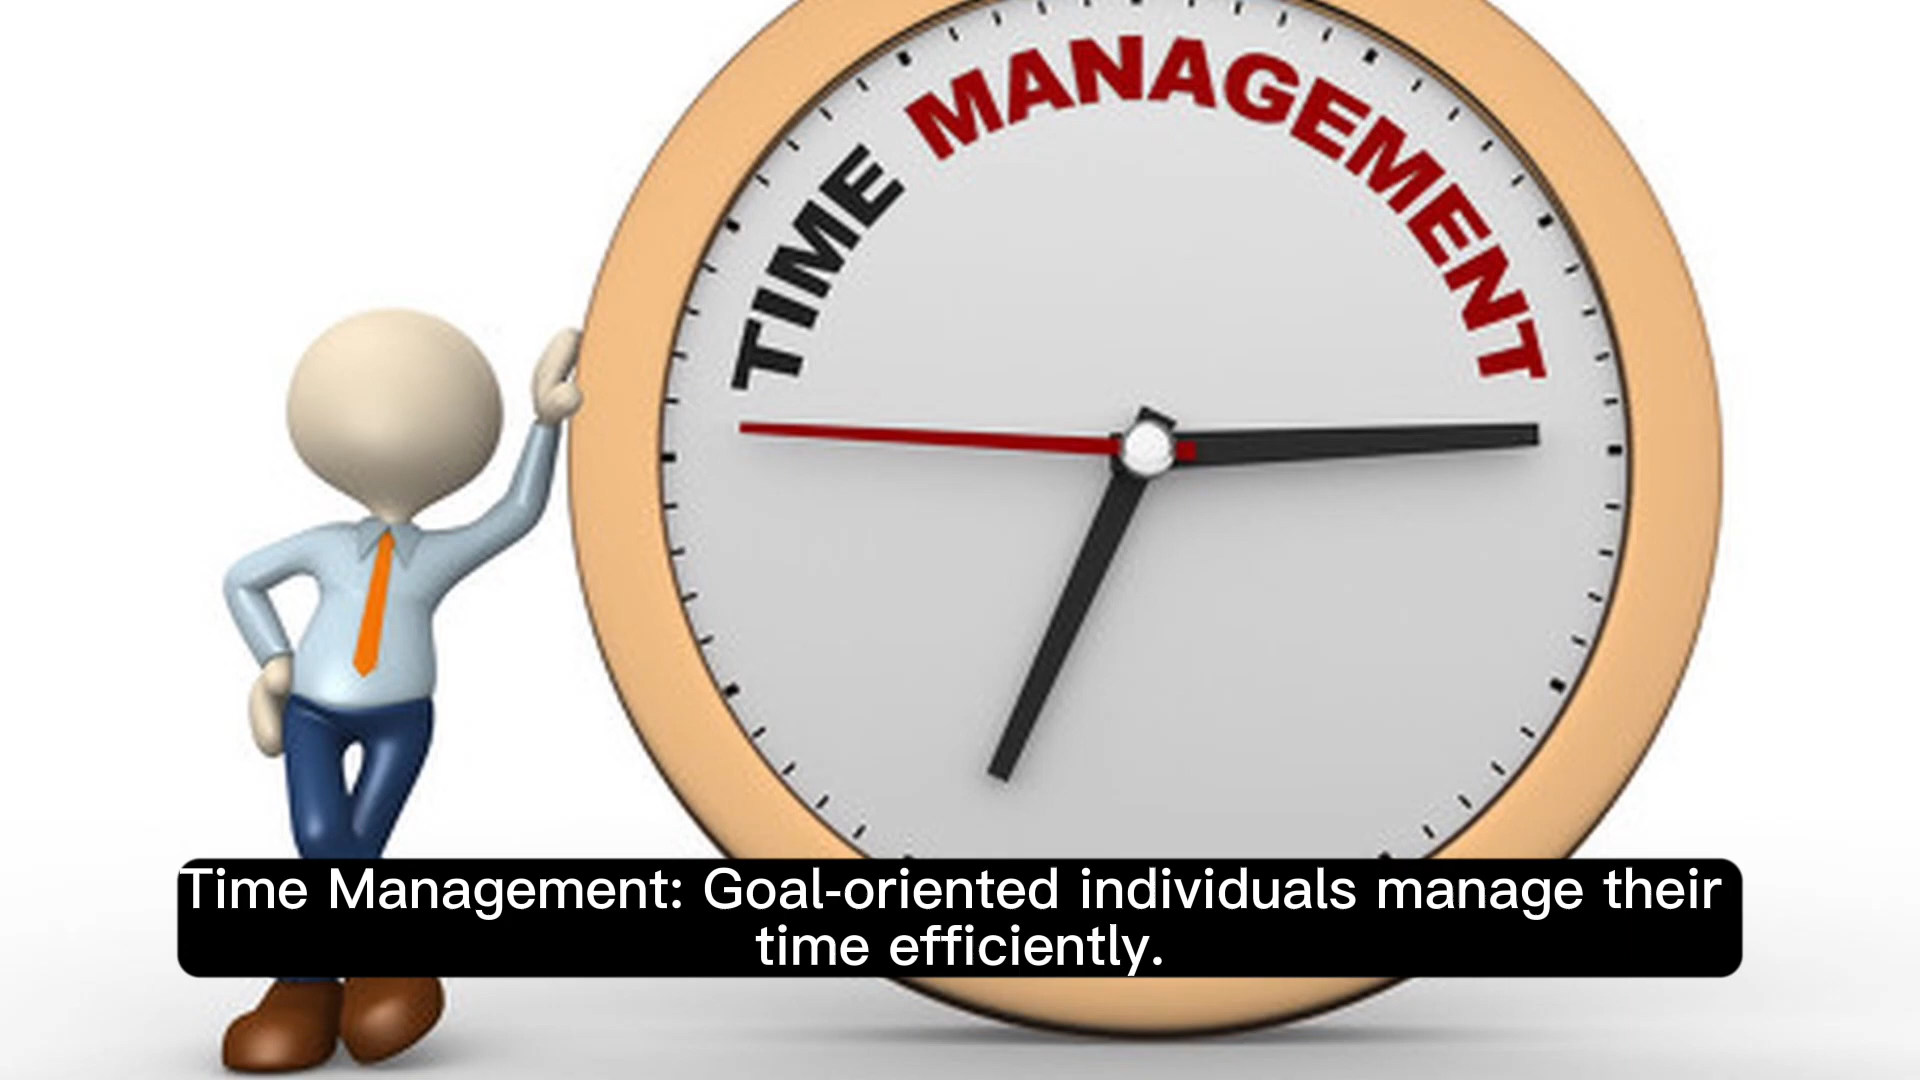 TIME MANAGEMENT
Time Management: Goal-oriented individuals manage their
time efficiently.